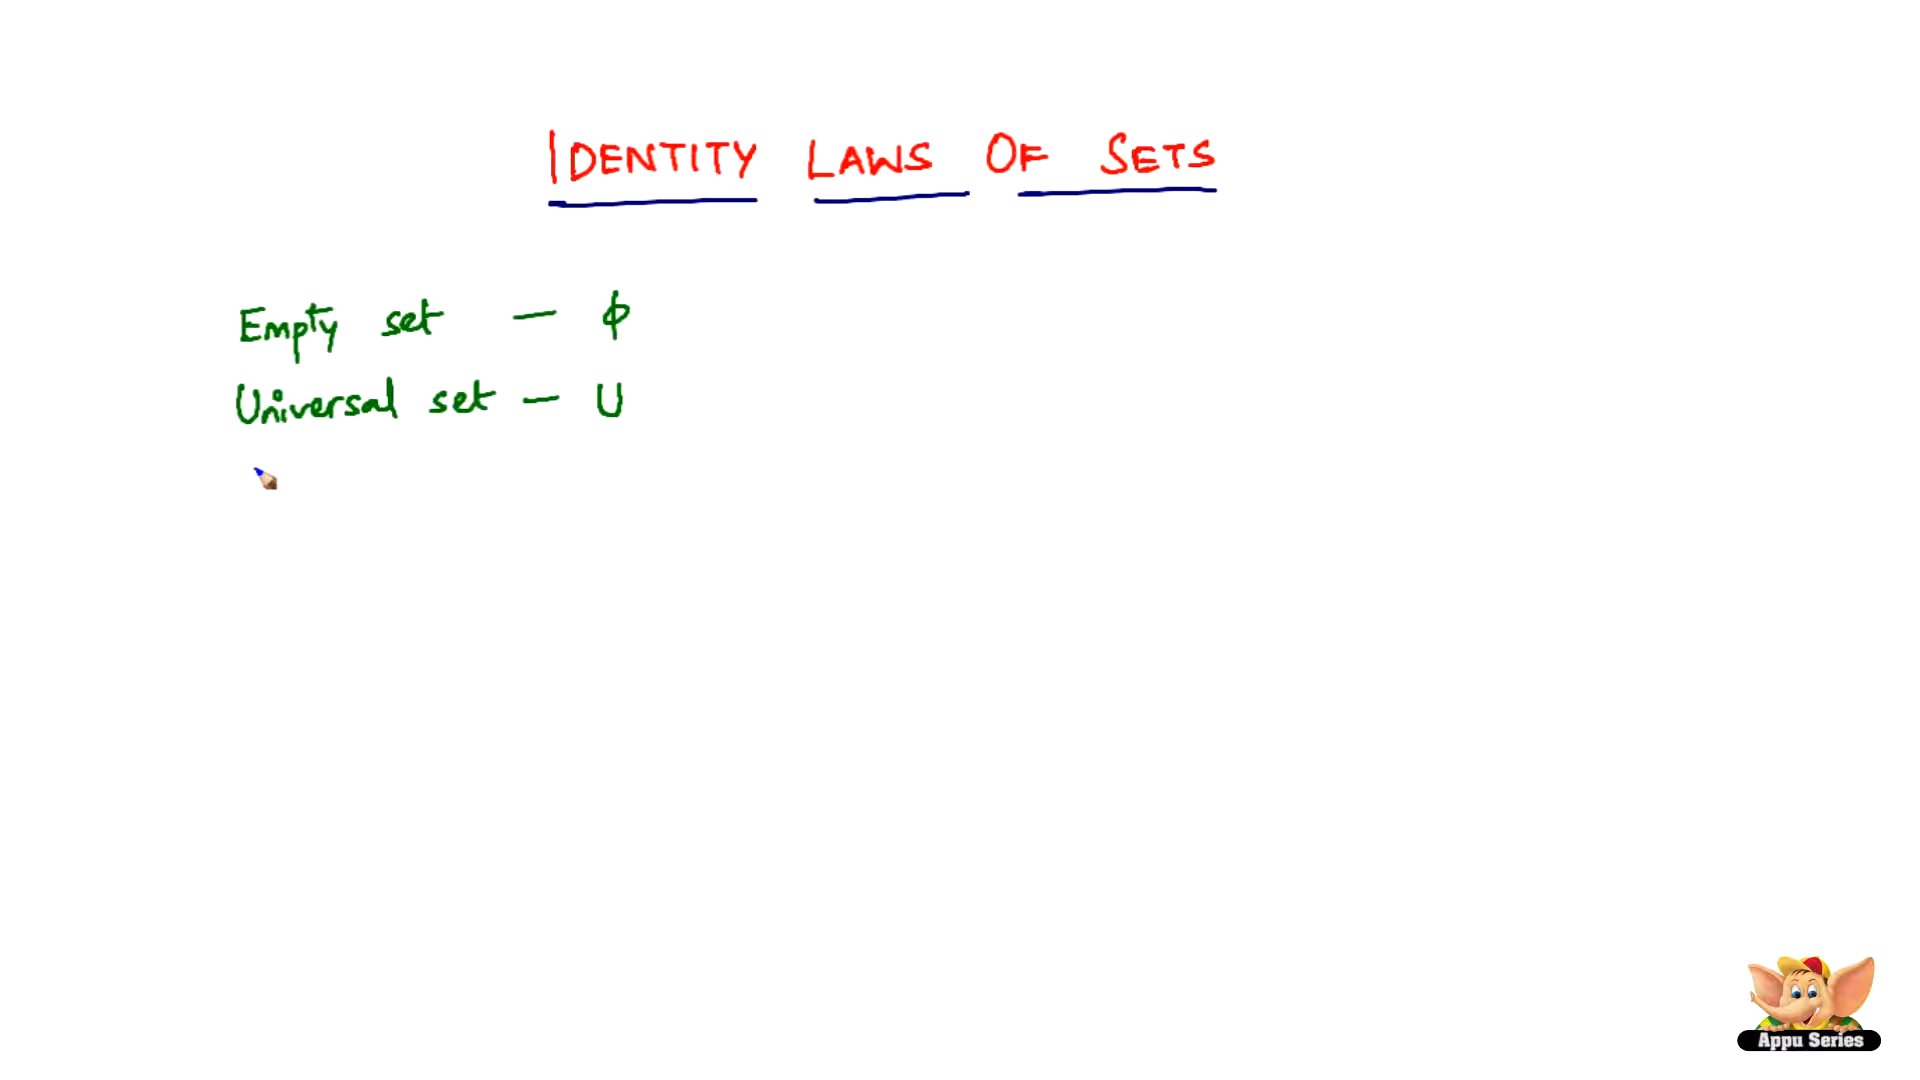 IDENTITY LAWS OF SETS
Empty set — ϕ
Universal set — U
Appu Series